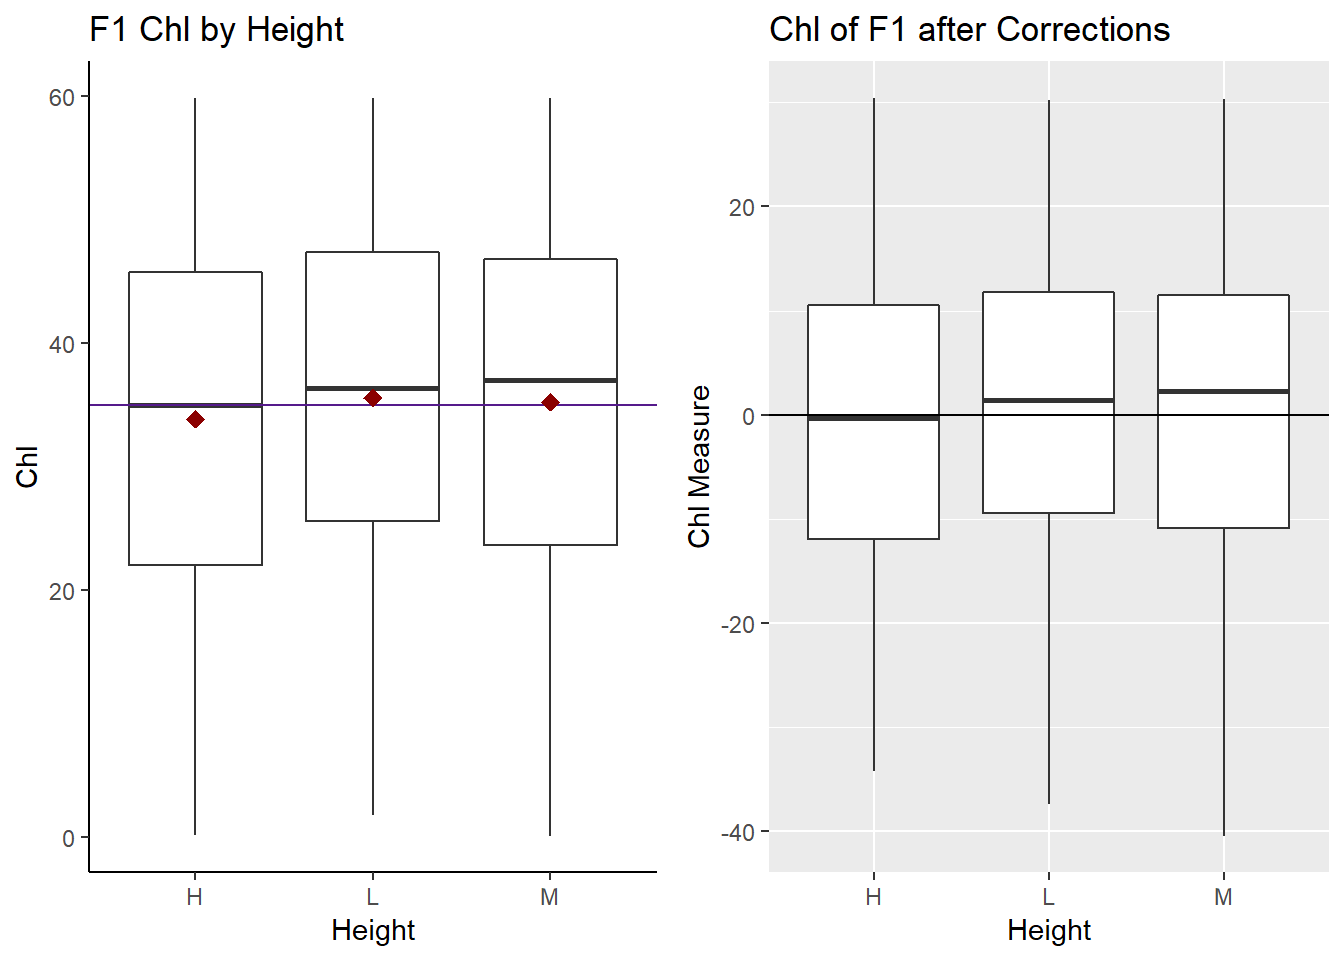 F1 Chl by Height
Chl
60
40
20
0
H L M
Height
Chl of F1 after Corrections
Chl Measure
20
0
-20
-40
H L M
Height